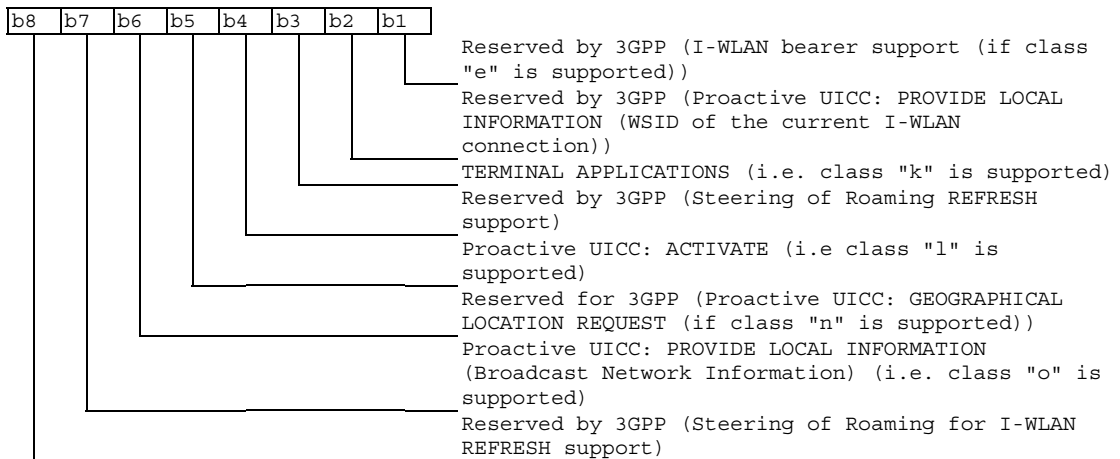 b8 b7 b6 b5 b4 b3 b2 b1
Reserved by 3GPP (I-WLAN bearer support (if class
"e" is supported))
Reserved by 3GPP (Proactive UICC: PROVIDE LOCAL
INFORMATION (WSID of the current I-WLAN
connection))
TERMINAL APPLICATIONS (i.e. class "k" is supported)
Reserved by 3GPP (Steering of Roaming REFRESH
support)
Proactive UICC: ACTIVATE (i.e class "l" is
supported)
Reserved for 3GPP (Proactive UICC: GEOGRAPHICAL
LOCATION REQUEST (if class "n" is supported))
Proactive UICC: PROVIDE LOCAL INFORMATION
(Broadcast Network Information) (i.e. class "o" is
supported)
Reserved by 3GPP (Steering of Roaming for I-WLAN
REFRESH support)